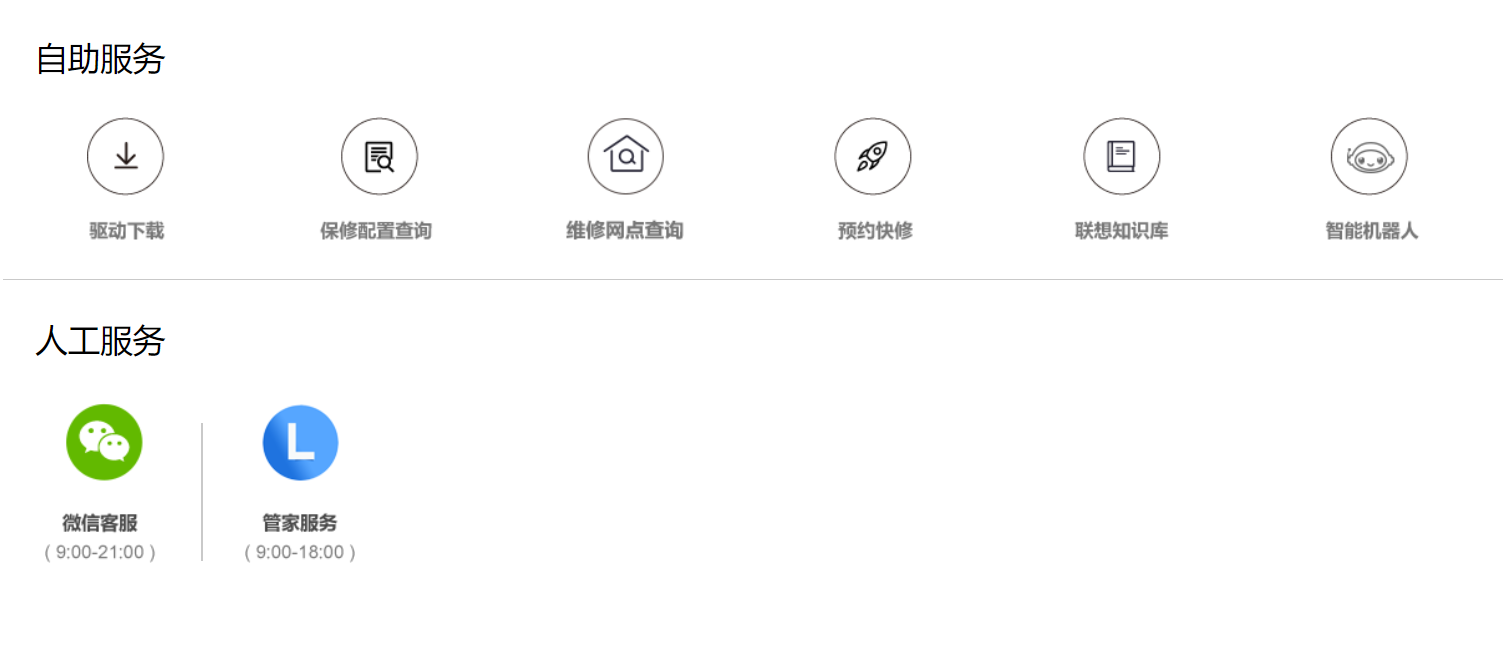 自助服务
驱动下载 保修配置查询 维修网点查询 预约快修 联想知识库 智能机器人
人工服务
L
微信客服 管家服务
( 9:00-21:00 ) ( 9:00-18:00 )